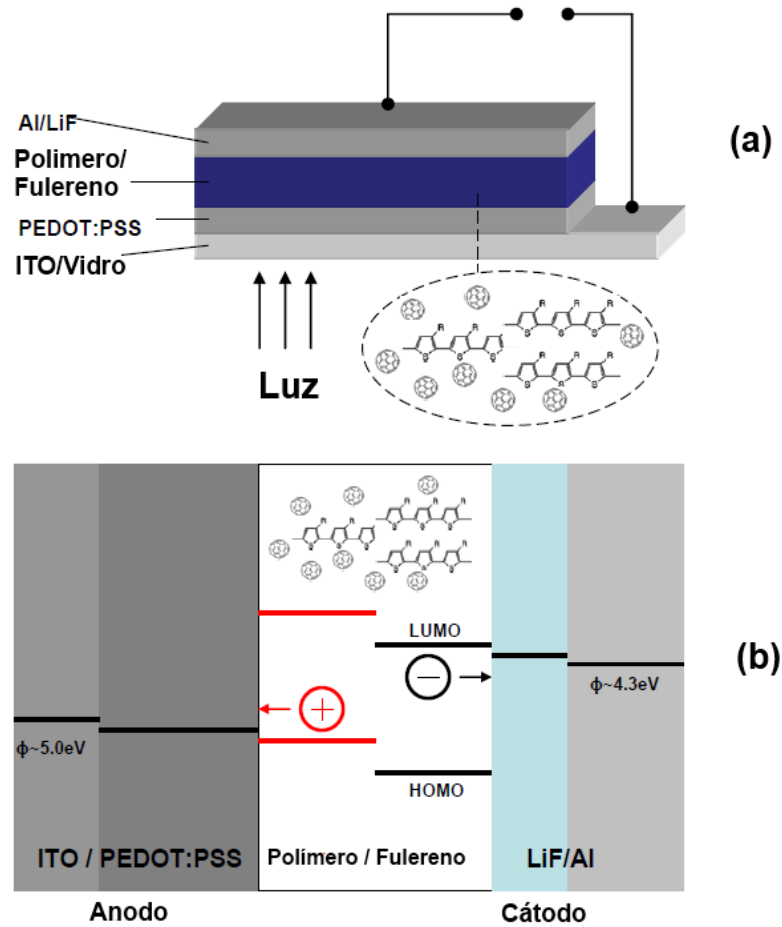 (a)
Al/LiF
Polimero/
Fulereno
PEDOT:PSS
ITO/Vidro
Luz
R R R R R
S S S S S S
R R R
S S S
R R R R R
S S S S S S
R R R
S S S
LUMO
(b)
−
+
ϕ~4.3eV
ϕ~5.0eV
HOMO
ITO / PEDOT:PSS
Polímero / Fulereno
LiF/Al
Anodo
Cátodo